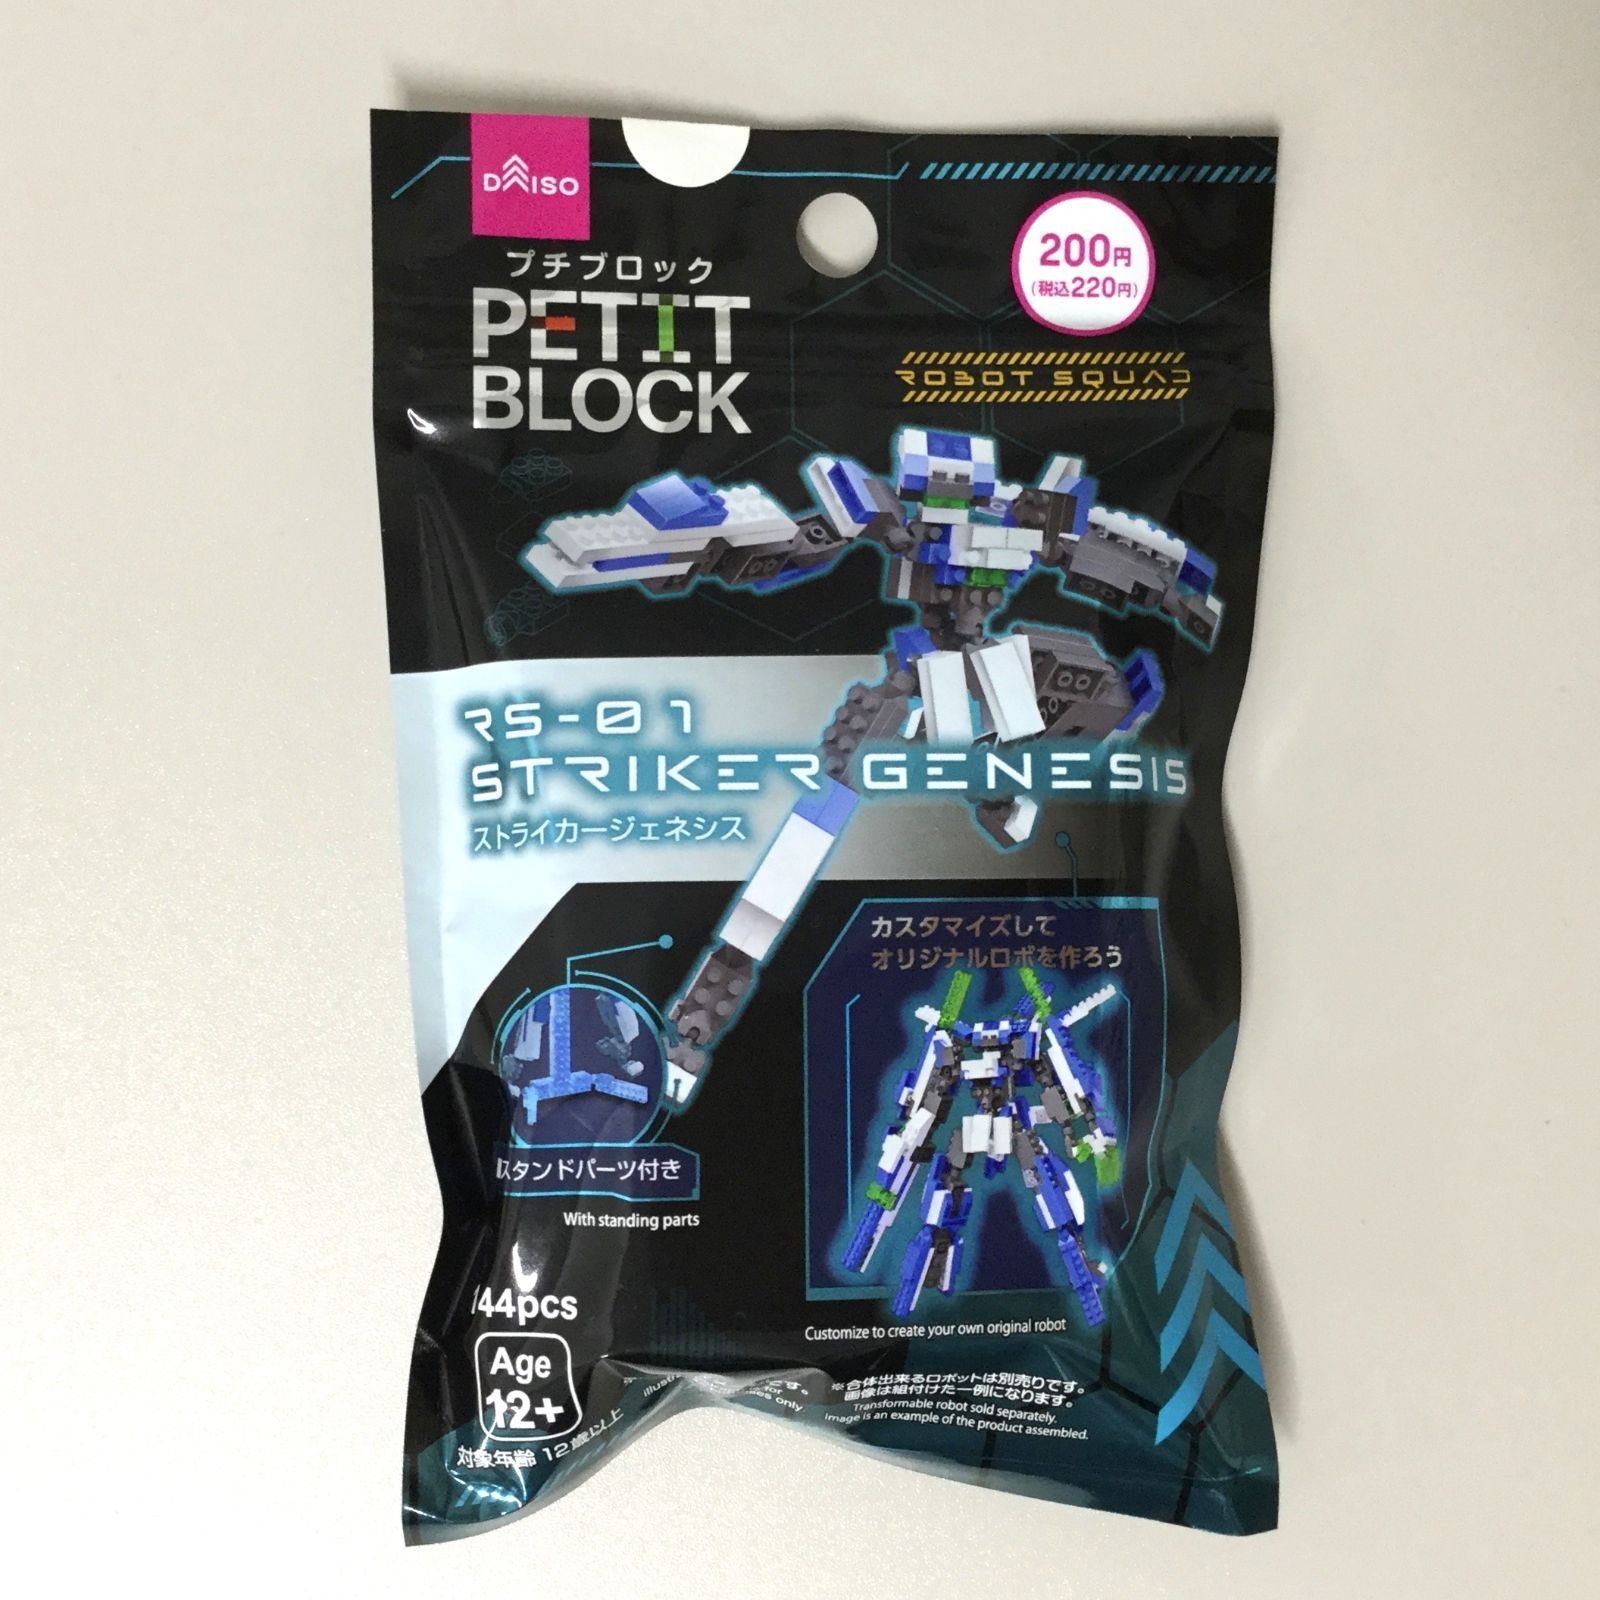 DAISO
プチブロック
PETIT
BLOCK
200円
(税込220円)
ROBOT SQUAD
RS-01
STRIKER GENESIS
ストライカージェネシス
カスタマイズして
オリジナルロボを作ろう
スタンドパーツ付き
With standing parts
Customize to create your own original robot
144pcs
Age
12+
対象年齢 12歳以上
です。
only
※合体出来るロボットは別売りです。
画像は組付けた一例になります。
Transformable robot sold separately.
Image is an example of the product assembled.